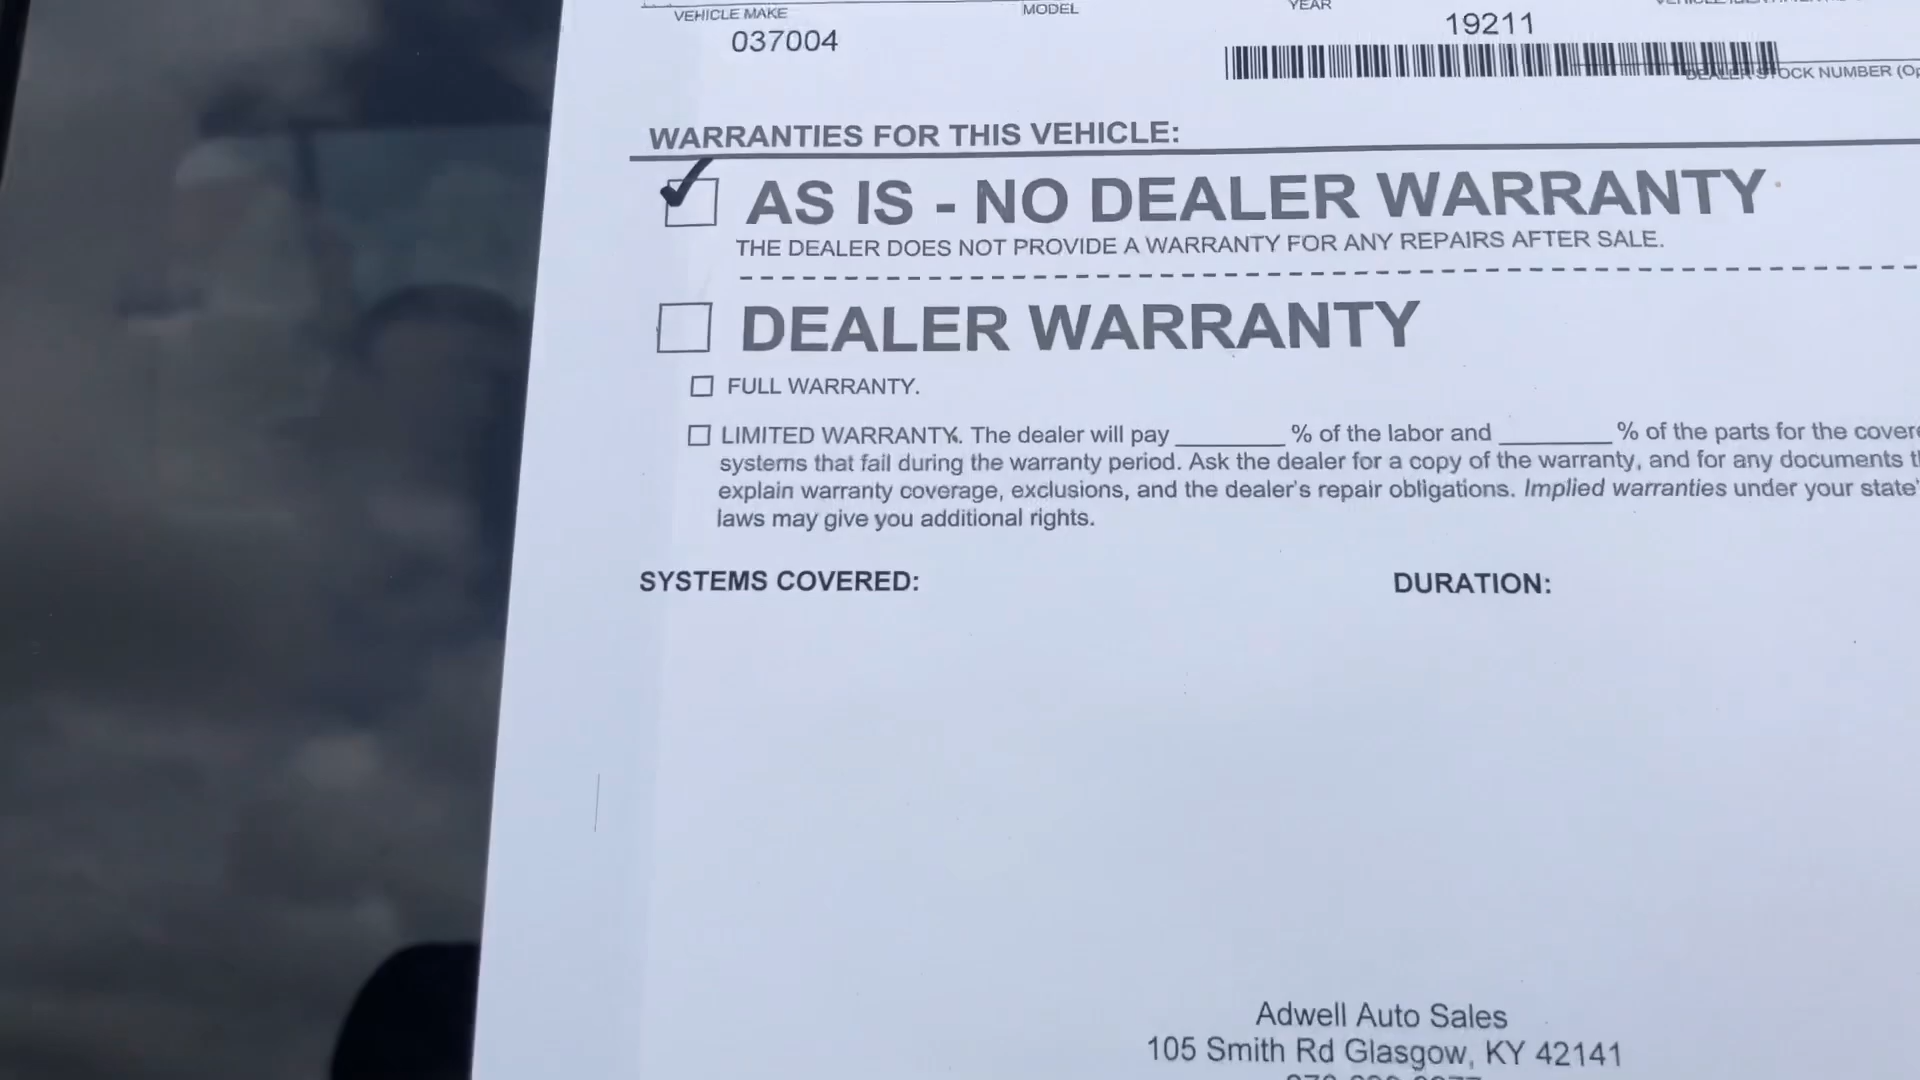 VEHICLE MAKE MODEL YEAR
037004 19211
DEALER STOCK NUMBER
WARRANTIES FOR THIS VEHICLE:
AS IS - NO DEALER WARRANTY
THE DEALER DOES NOT PROVIDE A WARRANTY FOR ANY REPAIRS AFTER SALE.
DEALER WARRANTY
FULL WARRANTY.
LIMITED WARRANTY. The dealer will pay ________ % of the labor and ________ % of the parts for the
systems that fail during the warranty period. Ask the dealer for a copy of the warranty, and for any documents
explain warranty coverage, exclusions, and the dealer's repair obligations. Implied warranties under your state'
laws may give you additional rights.
SYSTEMS COVERED: DURATION:
Adwell Auto Sales
105 Smith Rd Glasgow, KY 42141